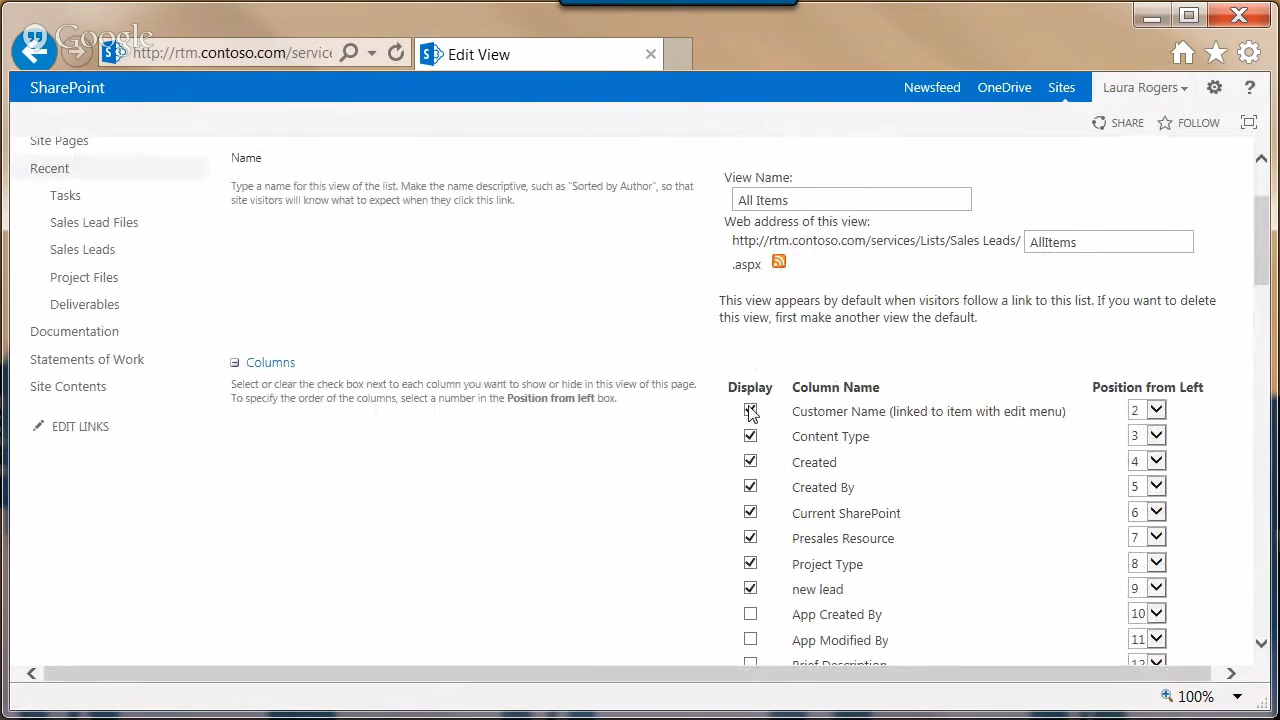 Google
http://rtm.contoso.com/servic
Edit View
SharePoint
Newsfeed OneDrive Sites Laura Rogers ?
SHARE FOLLOW
Site Pages
Recent
Tasks
Sales Lead Files
Sales Leads
Project Files
Deliverables
Documentation
Statements of Work
Site Contents
EDIT LINKS
Name
Type a name for this view of the list. Make the name descriptive, such as "Sorted by Author", so that
site visitors will know what to expect when they click this link.
View Name:
All Items
Web address of this view:
http://rtm.contoso.com/services/Lists/Sales Leads/ AllItems
.aspx
This view appears by default when visitors follow a link to this list. If you want to delete
this view, first make another view the default.
Columns
Select or clear the check box next to each column you want to show or hide in this view of this page.
To specify the order of the columns, select a number in the Position from left box.
Display Column Name Position from Left
Customer Name (linked to item with edit menu) 2
Content Type 3
Created 4
Created By 5
Current SharePoint 6
Presales Resource 7
Project Type 8
new lead 9
App Created By 10
App Modified By 11
Brief Description 12
100%